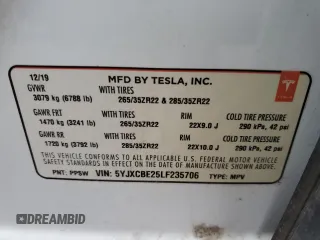 12/19 MFD BY TESLA, INC.
GVWR WITH TIRES
3079 kg (6788 lb) 265/35ZR22 & 285/35ZR22
GAWR FRT WITH TIRES RIM COLD TIRE PRESSURE
1470 kg (3241 lb) 265/35ZR22 22X9.0 J 290 kPa, 42 psi
GAWR RR WITH TIRES RIM COLD TIRE PRESSURE
1720 kg (3792 lb) 285/35ZR22 22X10.0 J 290 kPa, 42 psi
THIS VEHICLE CONFORMS TO ALL APPLICABLE U.S. FEDERAL MOTOR VEHICLE
SAFETY STANDARDS IN EFFECT ON THE DATE OF MANUFACTURE SHOWN ABOVE.
PNT: PPSW VIN: 5YJXCBE25LF235706 TYPE: MPV
TESLA
DREAMBID